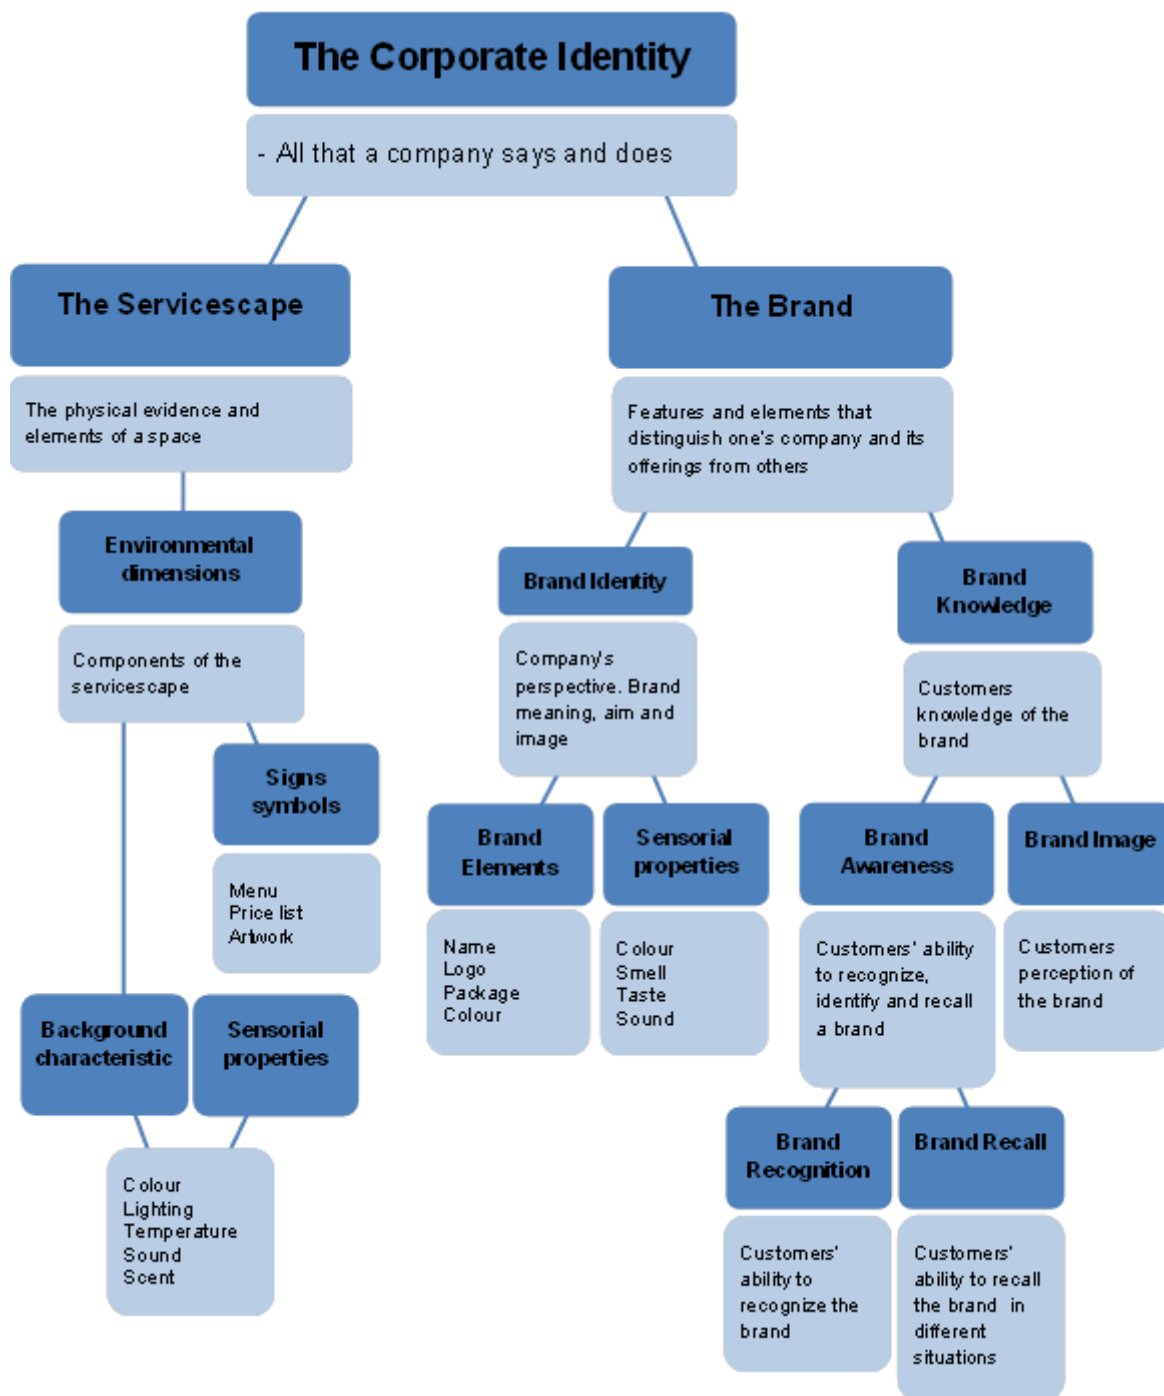 The Corporate Identity
- All that a company says and does
The Servicescape
The physical evidence and
elements of a space
Environmental
dimensions
Components of the
servicescape
Signs
symbols
Menu
Price list
Artwork
Background
characteristic
Sensorial
properties
Colour
Lighting
Temperature
Sound
Scent
The Brand
Features and elements that
distinguish one's company and its
offerings from others
Brand Identity
Company's
perspective. Brand
meaning, aim and
image
Brand
Elements
Name
Logo
Package
Colour
Sensorial
properties
Colour
Smell
Taste
Sound
Brand
Knowledge
Customers
knowledge of the
brand
Brand
Awareness
Customers' ability
to recognize,
identify and recall
a brand
Brand Image
Customers
perception of
the brand
Brand
Recognition
Customers'
ability to
recognize the
brand
Brand Recall
Customers'
ability to recall
the brand in
different
situations